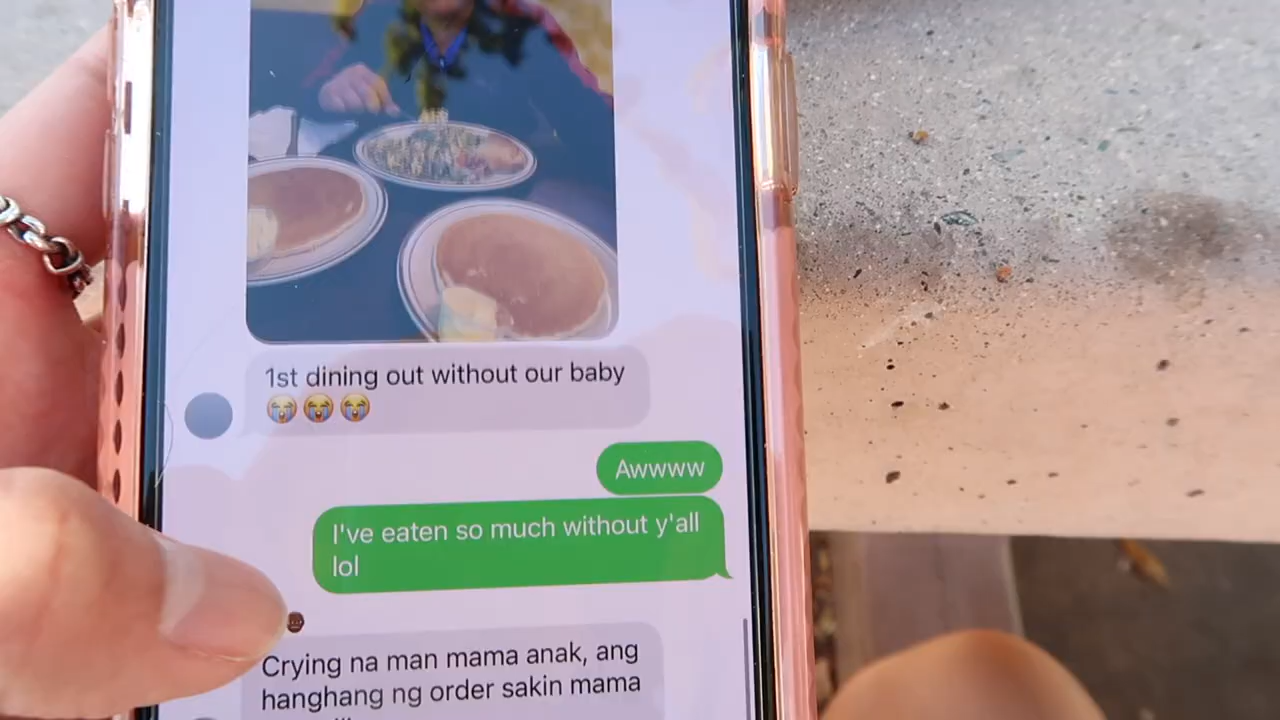 1st dining out without our baby
😭😭😭
Awwww
I've eaten so much without y'all
lol
Crying na man mama anak, ang
hanghang ng order sakin mama